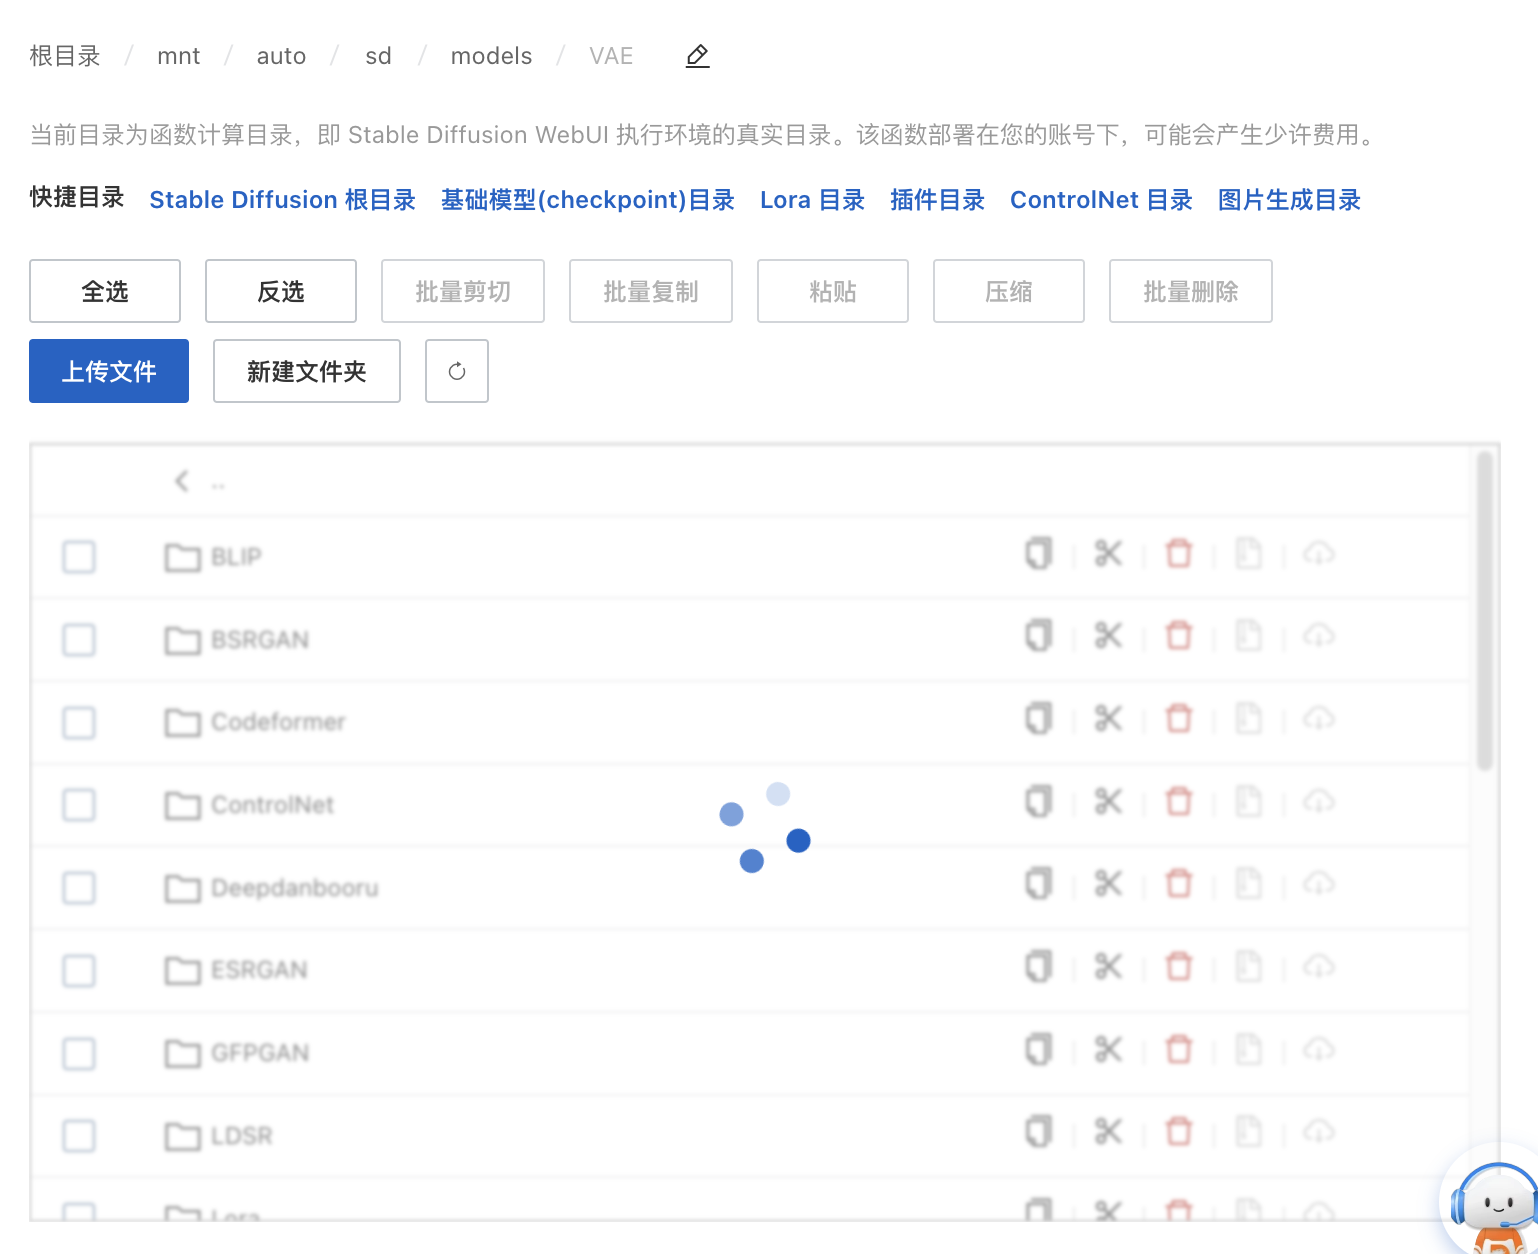 根目录 / mnt / auto / sd / models / VAE
当前目录为函数计算目录，即 Stable Diffusion WebUI 执行环境的真实目录。该函数部署在您的账号下，可能会产生少许费用。
快捷目录 Stable Diffusion 根目录 基础模型(checkpoint)目录 Lora 目录 插件目录 ControlNet 目录 图片生成目录
全选 反选 批量剪切 批量复制 粘贴 压缩 批量删除
上传文件 新建文件夹
..
BLIP
BSRGAN
Codeformer
ControlNet
Deepdanbooru
ESRGAN
GFPGAN
LDSR
Lora